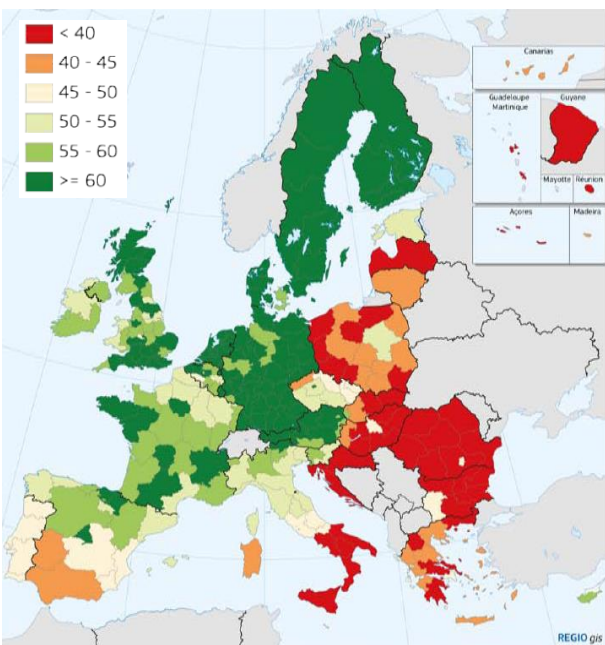 < 40
40 - 45
45 - 50
50 - 55
55 - 60
>= 60
Canarias
Guadeloupe
Martinique
Guyane
Mayotte
Réunion
Açores
Madeira
REGIO gis